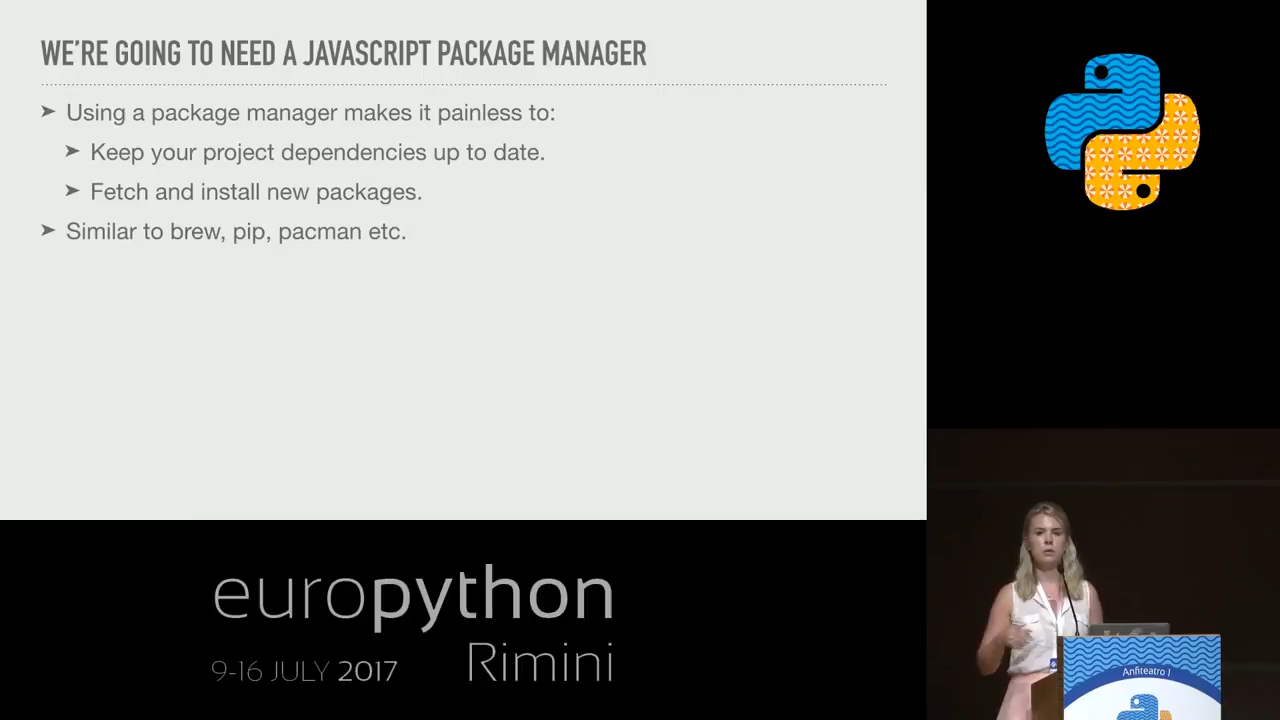 WE'RE GOING TO NEED A JAVASCRIPT PACKAGE MANAGER
➤ Using a package manager makes it painless to:
➤ Keep your project dependencies up to date.
➤ Fetch and install new packages.
➤ Similar to brew, pip, pacman etc.
europython
9-16 JULY 2017 Rimini
Anfiteatro I